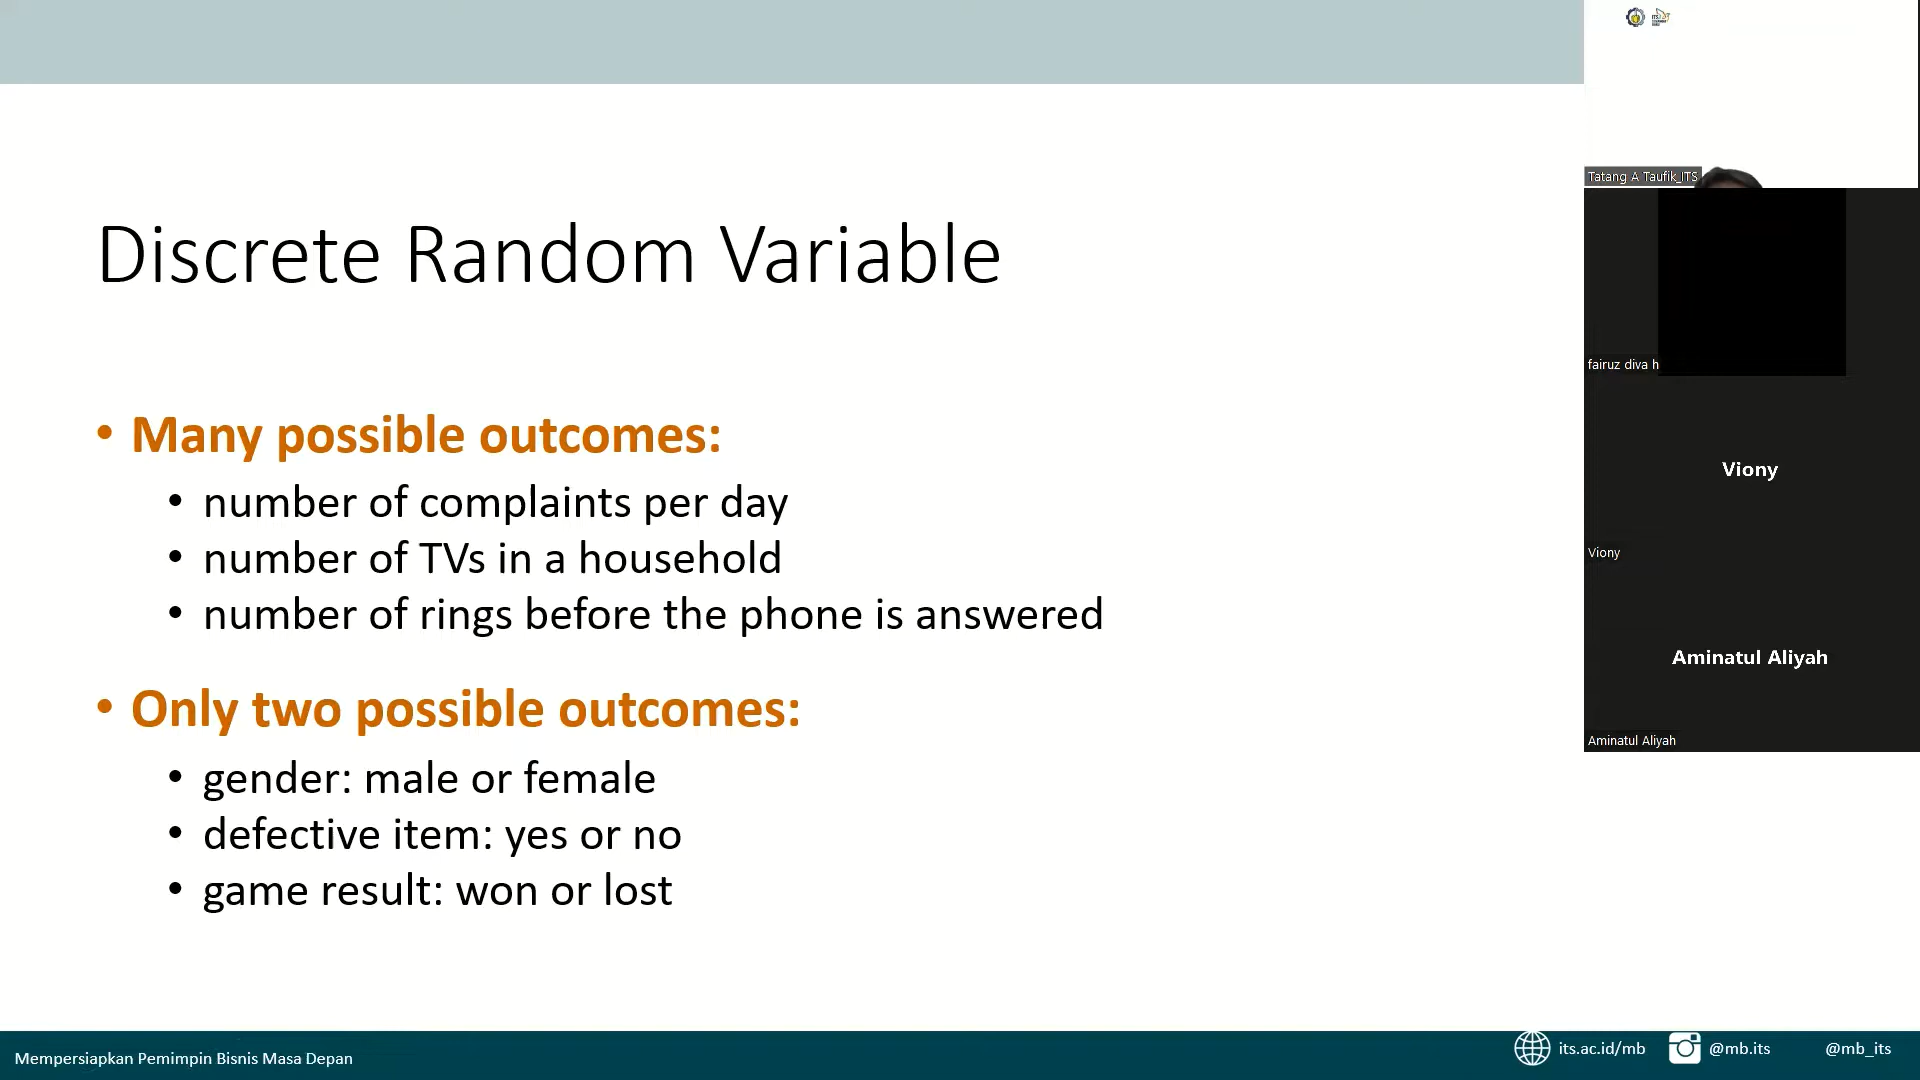 Discrete Random Variable
• Many possible outcomes:
• number of complaints per day
• number of TVs in a household
• number of rings before the phone is answered
• Only two possible outcomes:
• gender: male or female
• defective item: yes or no
• game result: won or lost
Tatang A Taufik_ITS
fairuz diva h
Viony
Viony
Aminatul Aliyah
Aminatul Aliyah
Mempersiapkan Pemimpin Bisnis Masa Depan
its.ac.id/mb
@mb.its
@mb_its